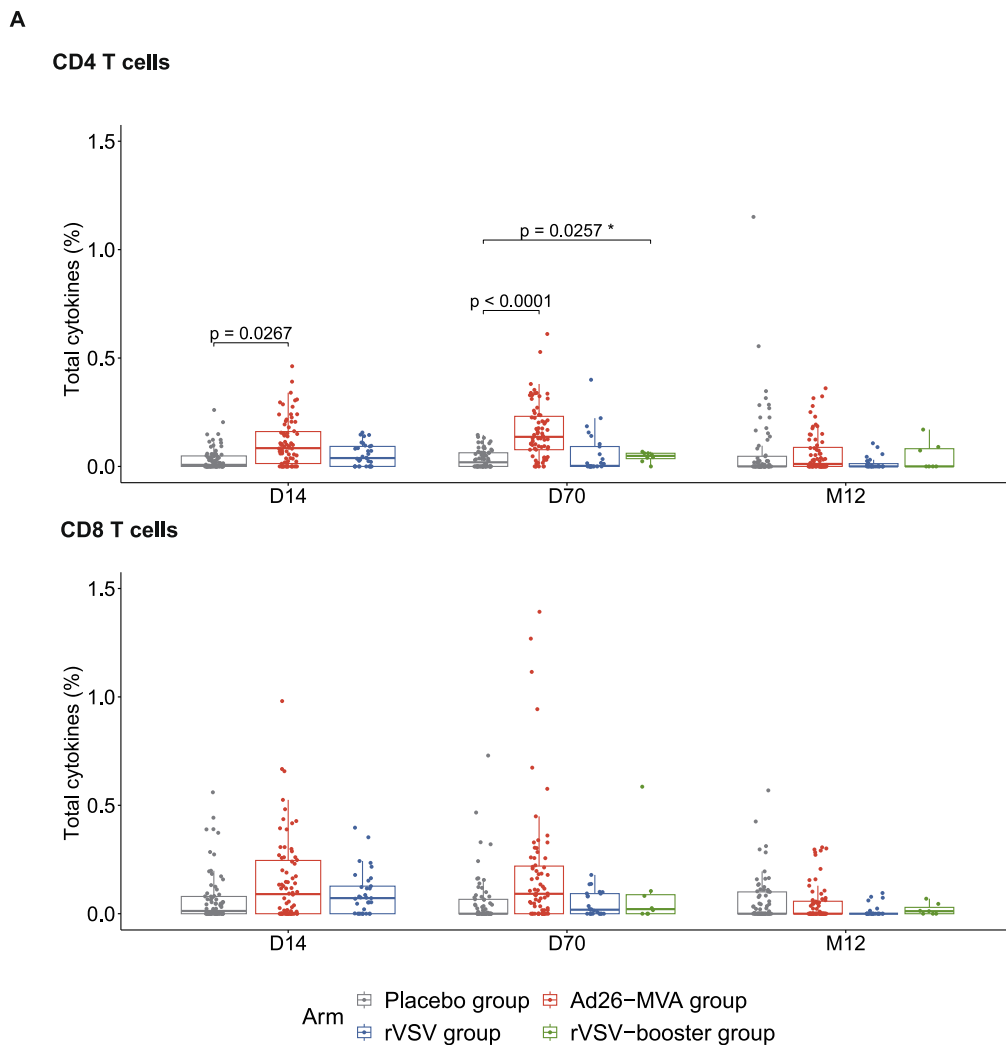 A
CD4 T cells
1.5
1.0
0.5
0.0
Total cytokines (%)
p = 0.0257 *
p < 0.0001
p = 0.0267
D14
D70
M12
CD8 T cells
1.5
1.0
0.5
0.0
Total cytokines (%)
D14
D70
M12
Arm
Placebo group
Ad26−MVA group
rVSV group
rVSV−booster group